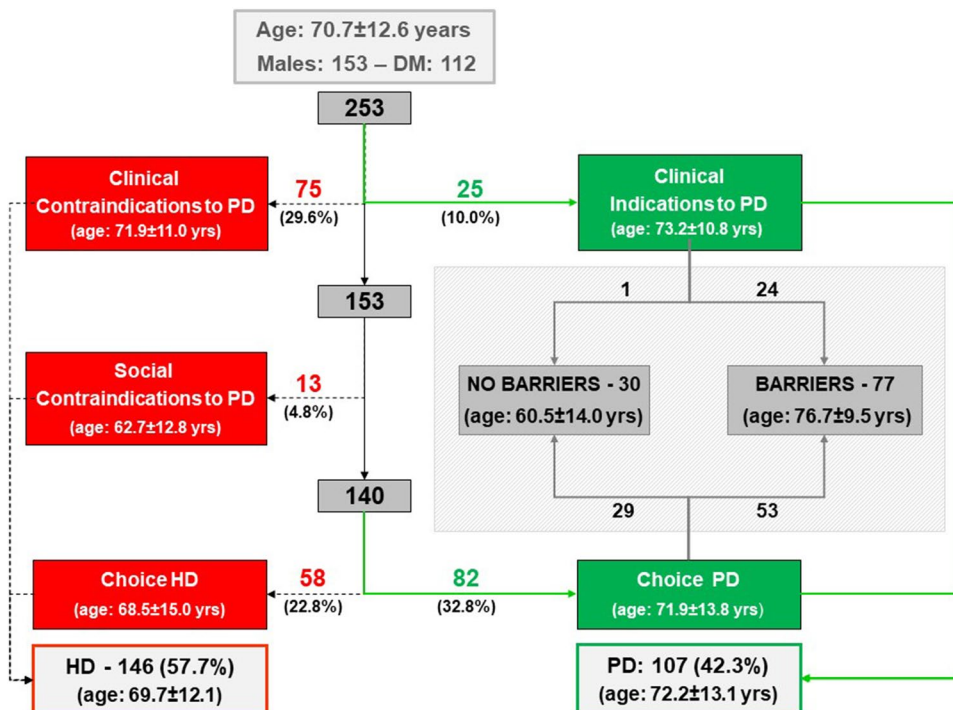 Age: 70.7±12.6 years
Males: 153 – DM: 112
253
Clinical
Contraindications to PD
(age: 71.9±11.0 yrs)
75
(29.6%)
25
(10.0%)
Clinical
Indications to PD
(age: 73.2±10.8 yrs)
1
24
153
Social
Contraindications to PD
(age: 62.7±12.8 yrs)
13
(4.8%)
NO BARRIERS - 30
(age: 60.5±14.0 yrs)
BARRIERS - 77
(age: 76.7±9.5 yrs)
140
29
53
Choice HD
(age: 68.5±15.0 yrs)
58
(22.8%)
82
(32.8%)
Choice PD
(age: 71.9±13.8 yrs)
HD - 146 (57.7%)
(age: 69.7±12.1)
PD: 107 (42.3%)
(age: 72.2±13.1 yrs)